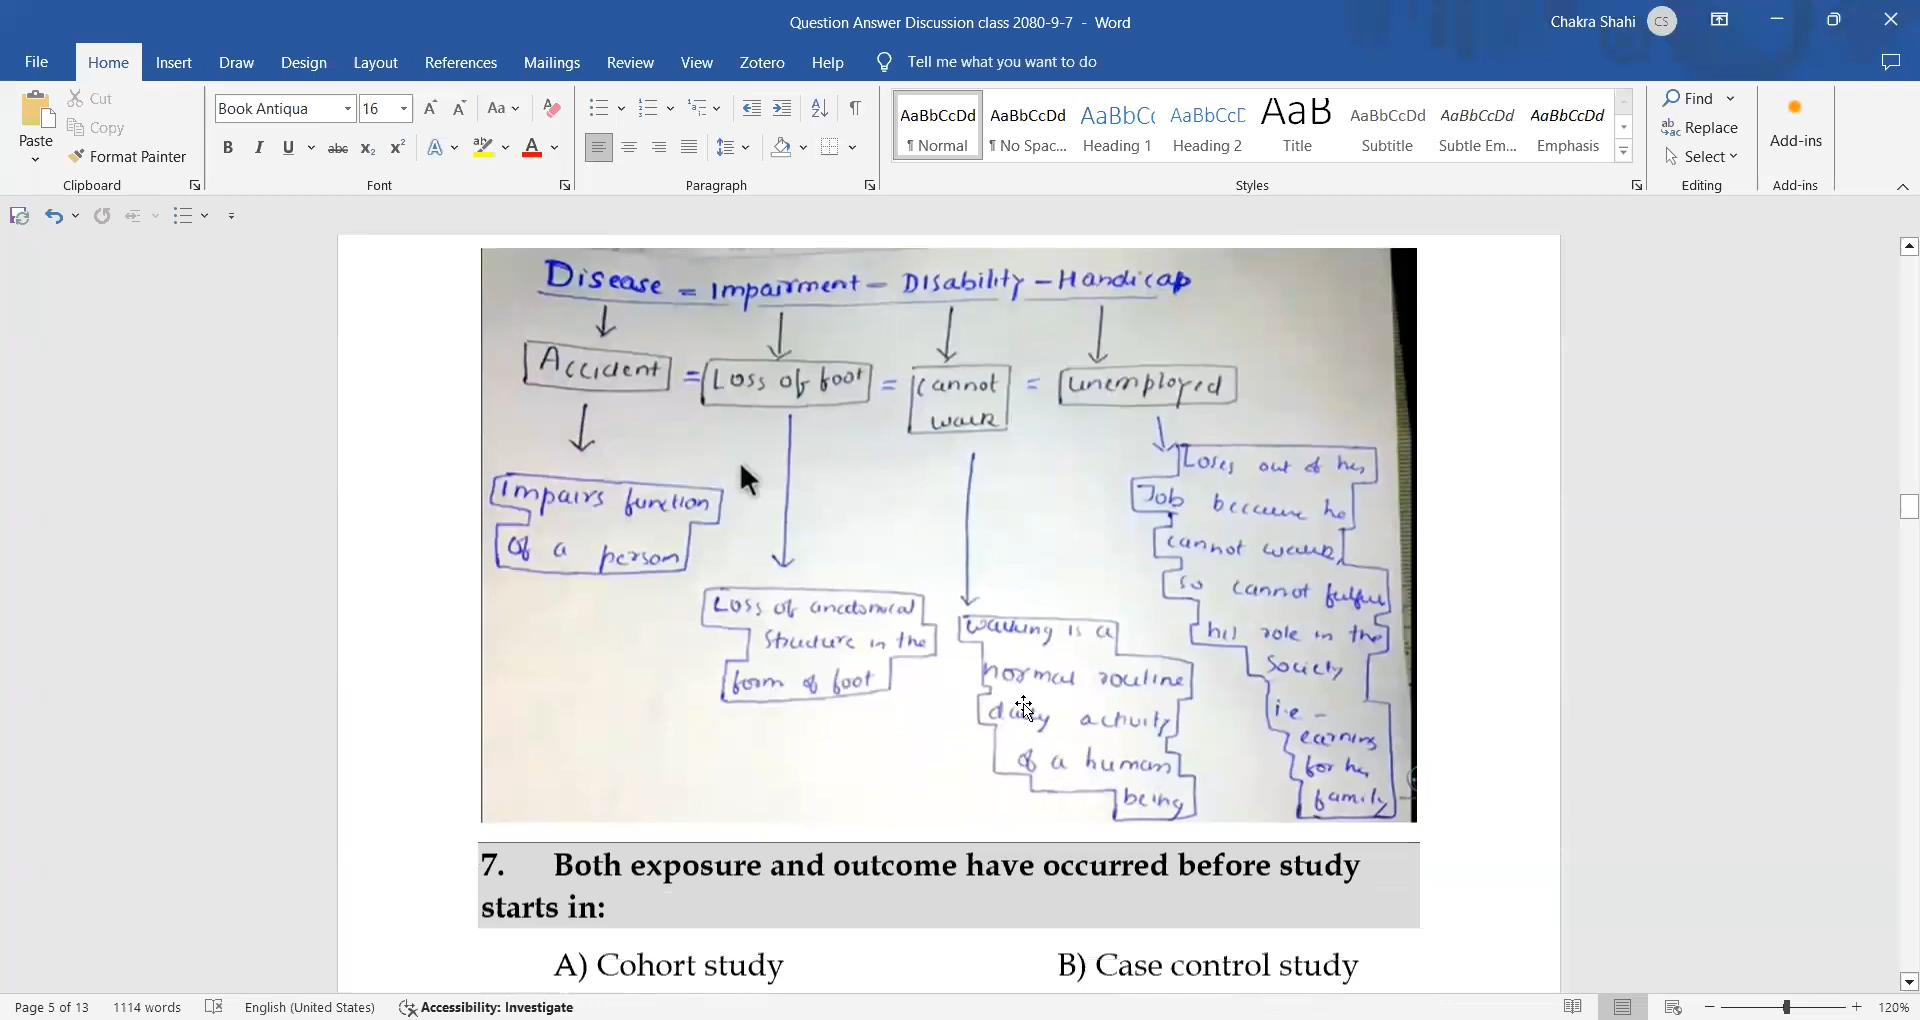 Question Answer Discussion class 2080-9-7 - Word
Chakra Shahi CS
File Home Insert Draw Design Layout References Mailings Review View Zotero Help Tell me what you want to do
Paste
Cut
Copy
Format Painter
Clipboard
Book Antiqua 16
Font
Paragraph
AaBbCcDd AaBbCcDd AaBbCc AaBbCcD AaB AaBbCcDd AaBbCcDd AaBbCcDd
¶ Normal ¶ No Spac... Heading 1 Heading 2 Title Subtitle Subtle Em... Emphasis
Styles
Find
Replace
Select
Editing
Add-ins
Add-ins
Disease = Impairment - Disability - Handicap
Accident = Loss of foot = Cannot walk = unemployed
Impairs function
of a person
Loss of anatomical
structure in the
form of foot
walking is a
normal routine
daily activity
of a human
being
Loses out of his
Job because he
cannot walk,
so cannot fulful
his role in the
Society
i.e -
earning
for his
family
7. Both exposure and outcome have occurred before study
starts in:
A) Cohort study B) Case control study
Page 5 of 13 1114 words English (United States) Accessibility: Investigate 120%